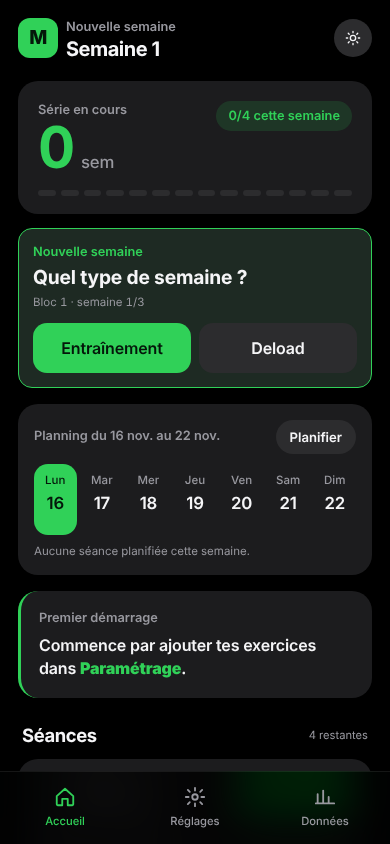 M
Nouvelle semaine
Semaine 1
Série en cours
0/4 cette semaine
0 sem
Nouvelle semaine
Quel type de semaine ?
Bloc 1 · semaine 1/3
Entraînement
Deload
Planning du 16 nov. au 22 nov.
Planifier
Lun Mar Mer Jeu Ven Sam Dim
16 17 18 19 20 21 22
Aucune séance planifiée cette semaine.
Premier démarrage
Commence par ajouter tes exercices
dans Paramétrage.
Séances
4 restantes
Accueil
Réglages
Données